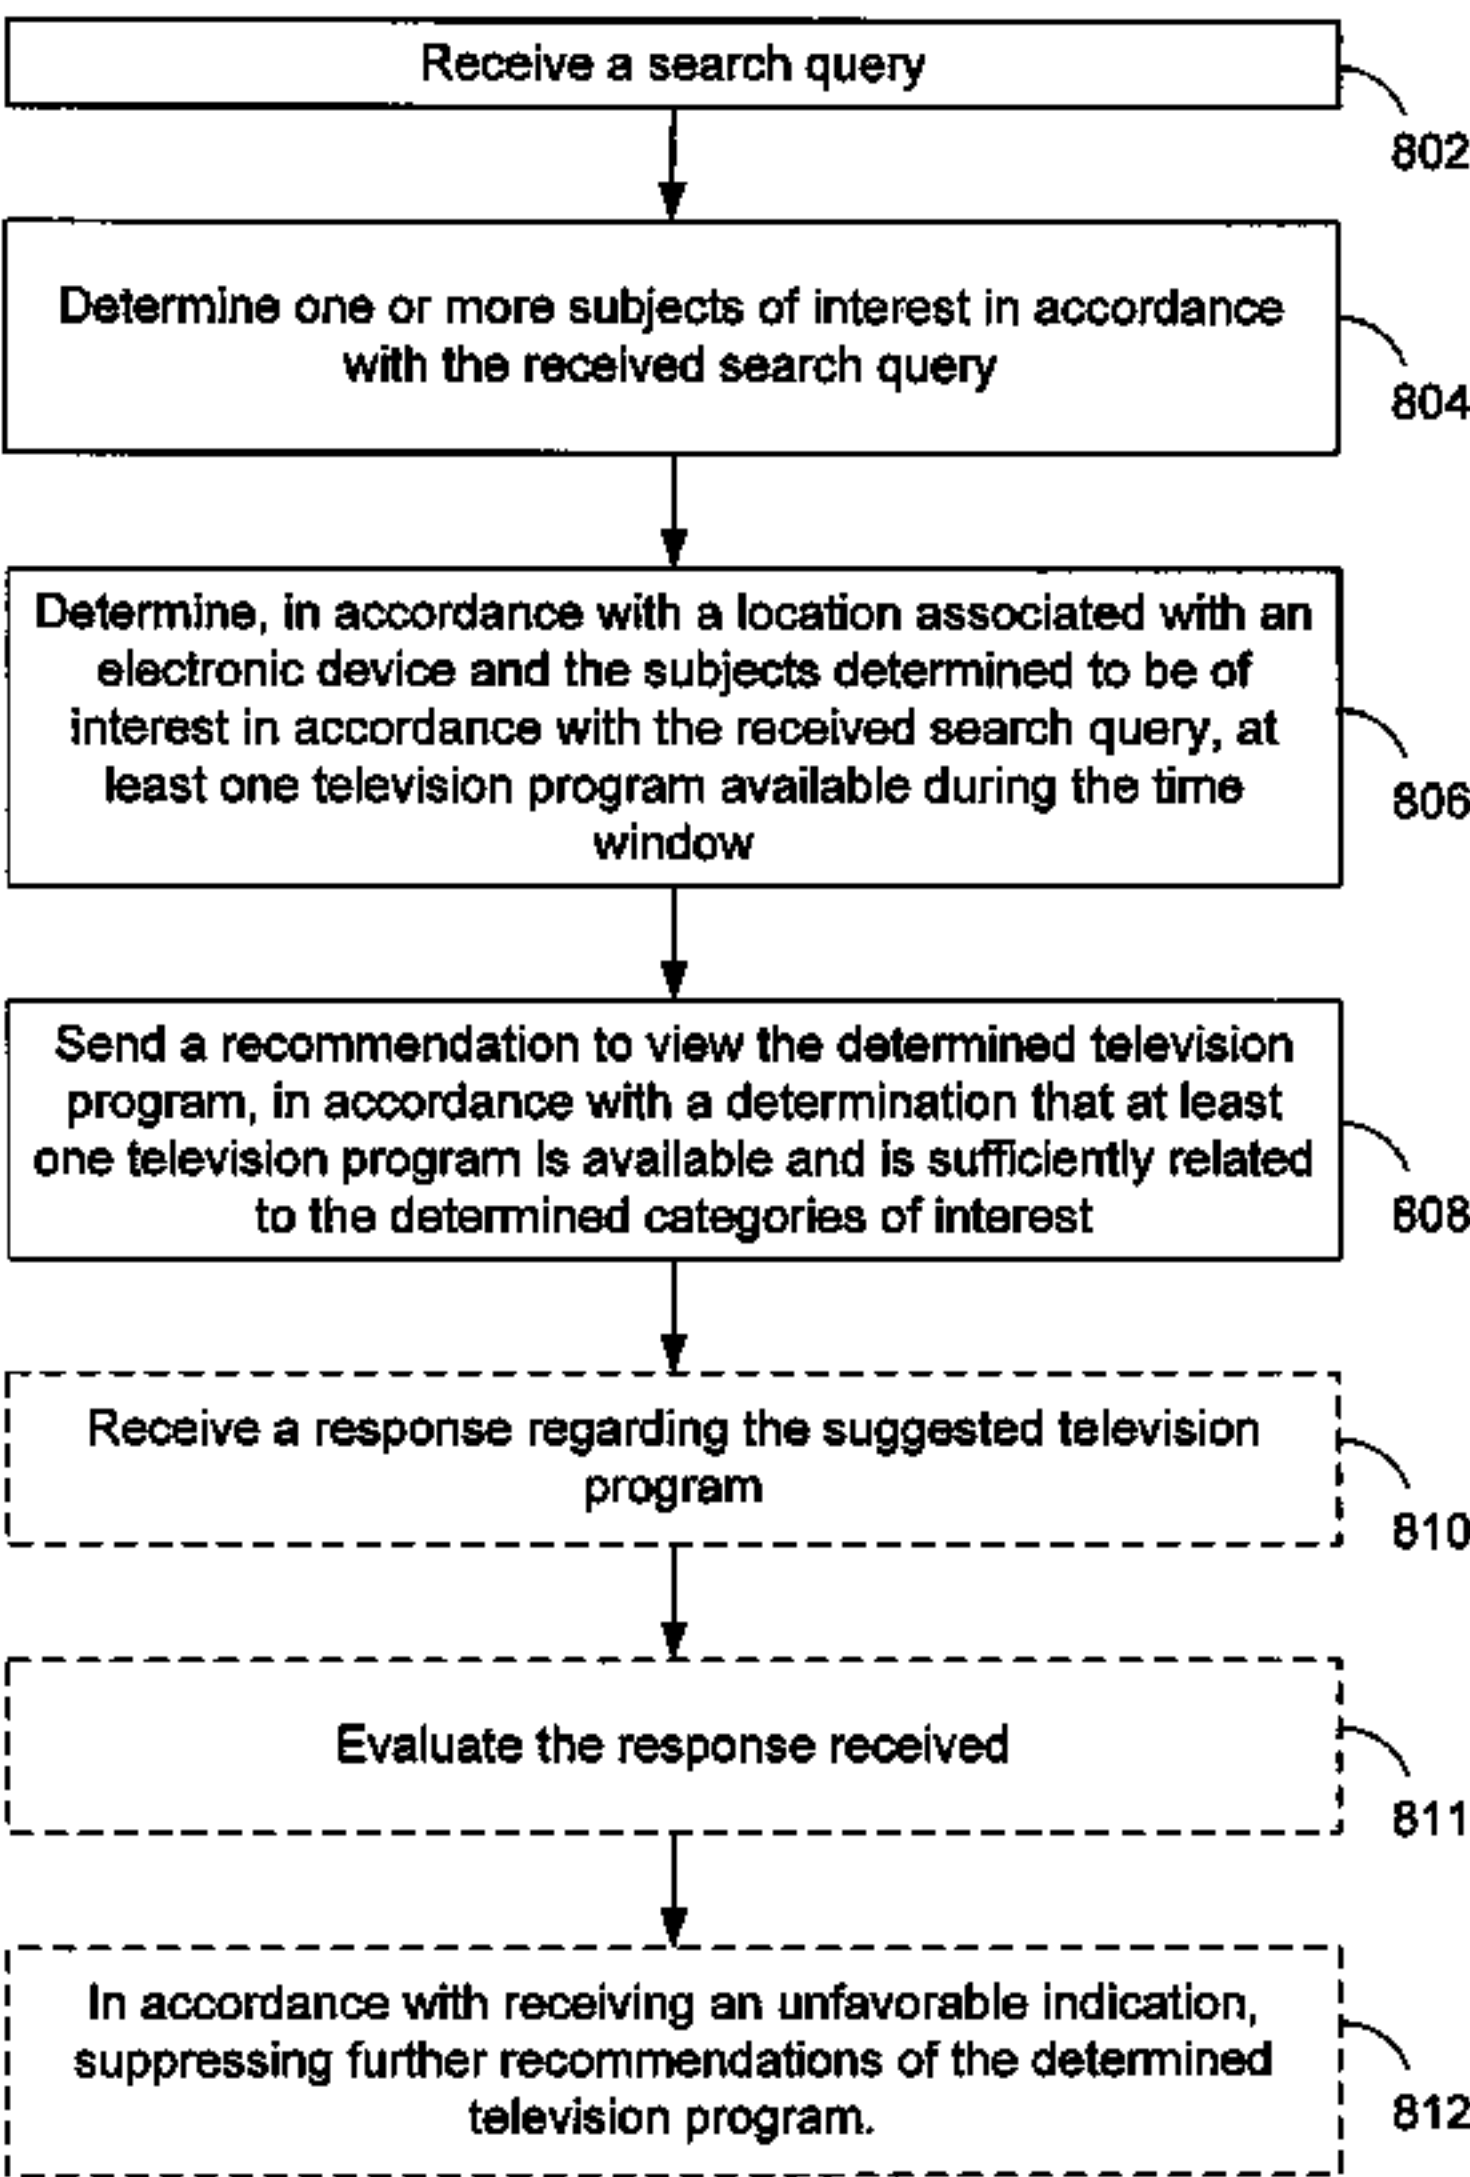 Receive a search query
802
Determine one or more subjects of interest in accordance
with the received search query
804
Determine, in accordance with a location associated with an
electronic device and the subjects determined to be of
interest in accordance with the received search query, at
least one television program available during the time
window
806
Send a recommendation to view the determined television
program, in accordance with a determination that at least
one television program is available and is sufficiently related
to the determined categories of interest
808
Receive a response regarding the suggested television
program
810
Evaluate the response received
811
In accordance with receiving an unfavorable indication,
suppressing further recommendations of the determined
television program.
812